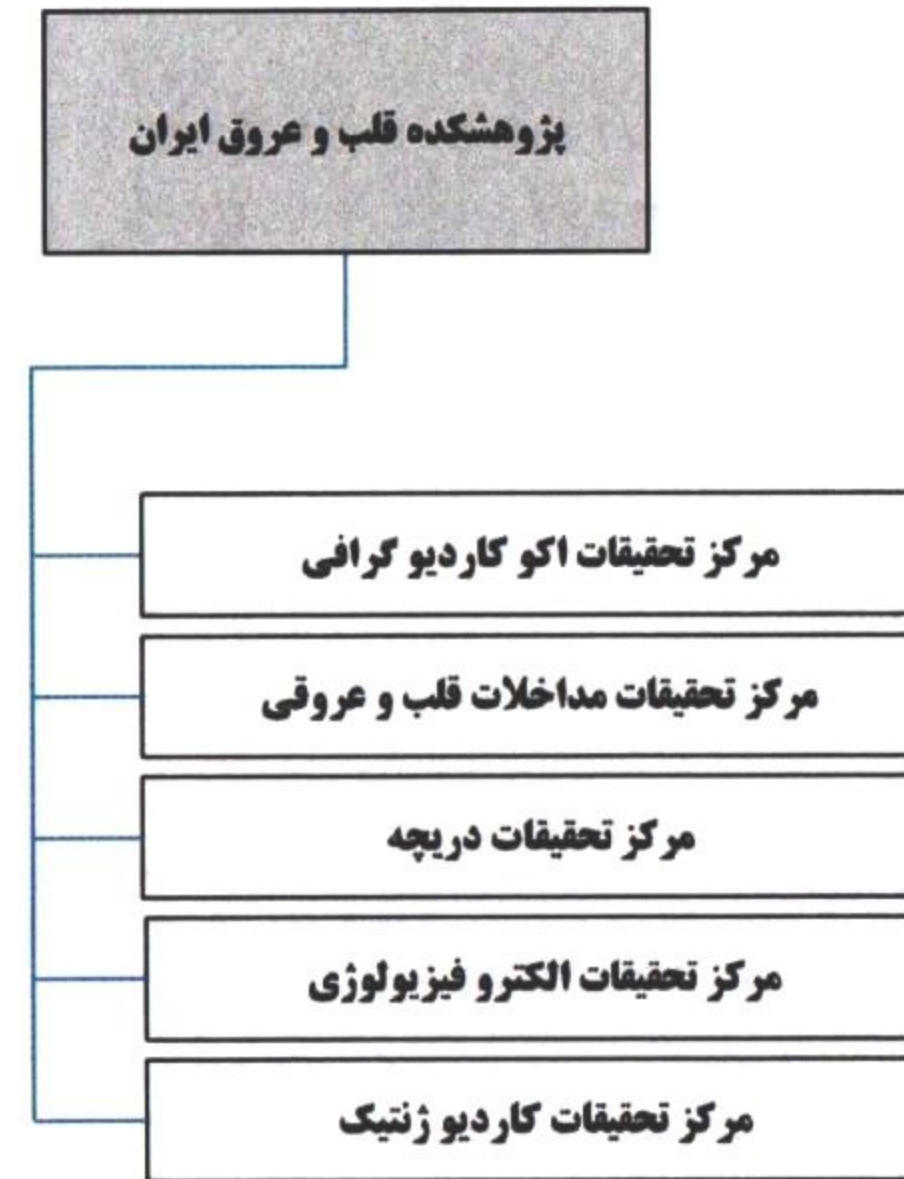 پژوهشکده قلب و عروق ایران
مرکز تحقیقات اکو کاردیو گرافی
مرکز تحقیقات مداخلات قلب و عروقی
مرکز تحقیقات دریچه
مرکز تحقیقات الکترو فیزیولوژی
مرکز تحقیقات کاردیو ژنتیک